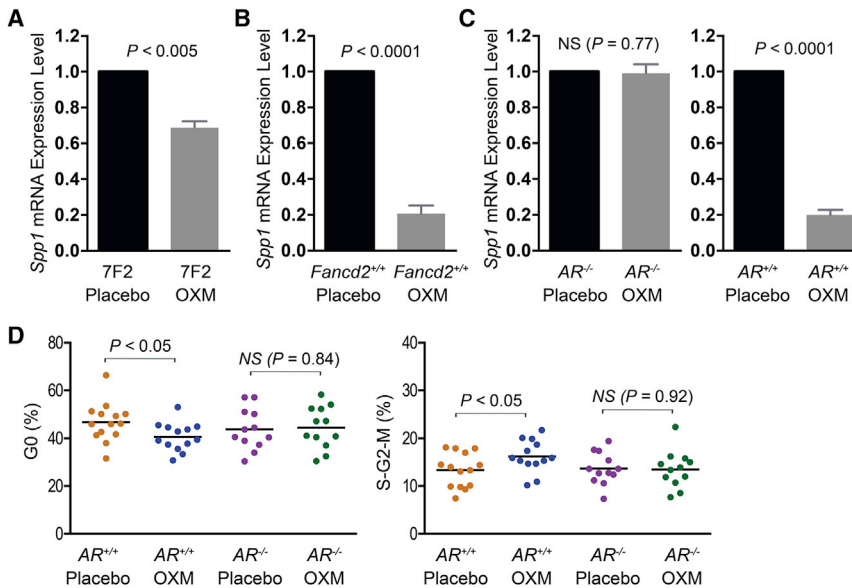 A
Spp1 mRNA Expression Level
1.2
1.0
0.8
0.6
0.4
0.2
0.0
P < 0.005
7F2
Placebo
7F2
OXM
B
Spp1 mRNA Expression Level
1.2
1.0
0.8
0.6
0.4
0.2
0.0
P < 0.0001
Fancd2+/+
Placebo
Fancd2+/+
OXM
C
Spp1 mRNA Expression Level
1.2
1.0
0.8
0.6
0.4
0.2
0.0
NS (P = 0.77)
AR-/-
Placebo
AR-/-
OXM
1.2
1.0
0.8
0.6
0.4
0.2
0.0
P < 0.0001
AR+/+
Placebo
AR+/+
OXM
D
G0 (%)
80
60
40
20
0
P < 0.05
NS (P = 0.84)
AR+/+
Placebo
AR+/+
OXM
AR-/-
Placebo
AR-/-
OXM
S-G2-M (%)
40
30
20
10
0
P < 0.05
NS (P = 0.92)
AR+/+
Placebo
AR+/+
OXM
AR-/-
Placebo
AR-/-
OXM